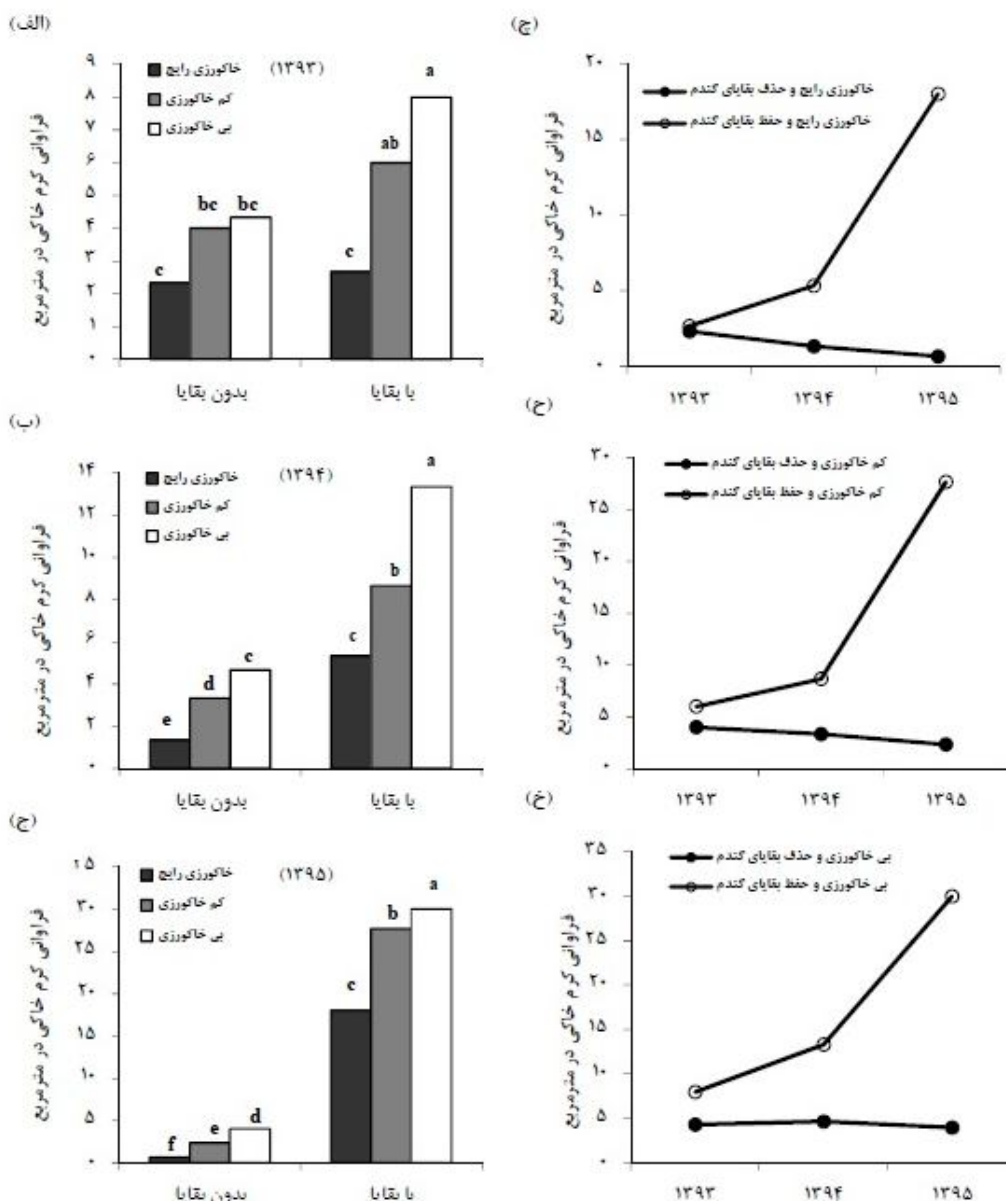 (الف)
(۱۳۹۳)
خاکورزی رایج
کم خاکورزی
بی خاکورزی
فراوانی کرم خاکی در مترمربع
۹
۸
۷
۶
۵
۴
۳
۲
۱
۰
c
bc
bc
c
ab
a
بدون بقایا
با بقایا
(چ)
خاکورزی رایج و حذف بقایای گندم
خاکورزی رایج و حفظ بقایای گندم
فراوانی کرم خاکی در مترمربع
۲۰
۱۵
۱۰
۵
۰
۱۳۹۳
۱۳۹۴
۱۳۹۵
(ب)
(۱۳۹۴)
خاکورزی رایج
کم خاکورزی
بی خاکورزی
فراوانی کرم خاکی در مترمربع
۱۴
۱۲
۱۰
۸
۶
۴
۲
۰
e
d
c
c
b
a
بدون بقایا
با بقایا
(ح)
کم خاکورزی و حذف بقایای گندم
کم خاکورزی و حفظ بقایای گندم
فراوانی کرم خاکی در مترمربع
۳۰
۲۵
۲۰
۱۵
۱۰
۵
۰
۱۳۹۳
۱۳۹۴
۱۳۹۵
(ج)
(۱۳۹۵)
خاکورزی رایج
کم خاکورزی
بی خاکورزی
فراوانی کرم خاکی در مترمربع
۳۰
۲۵
۲۰
۱۵
۱۰
۵
۰
f
e
d
c
b
a
بدون بقایا
با بقایا
(خ)
بی خاکورزی و حذف بقایای گندم
بی خاکورزی و حفظ بقایای گندم
فراوانی کرم خاکی در مترمربع
۳۵
۳۰
۲۵
۲۰
۱۵
۱۰
۵
۰
۱۳۹۳
۱۳۹۴
۱۳۹۵